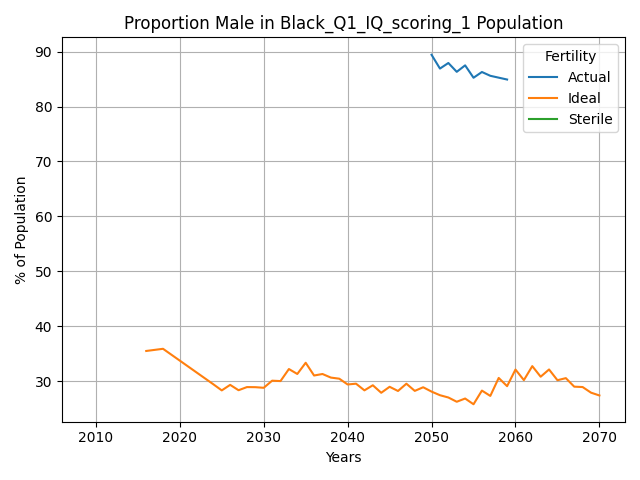 Proportion Male in Black_Q1_IQ_scoring_1 Population
% of Population
90
80
70
60
50
40
30
2010 2020 2030 2040 2050 2060 2070
Years
Fertility
Actual
Ideal
Sterile